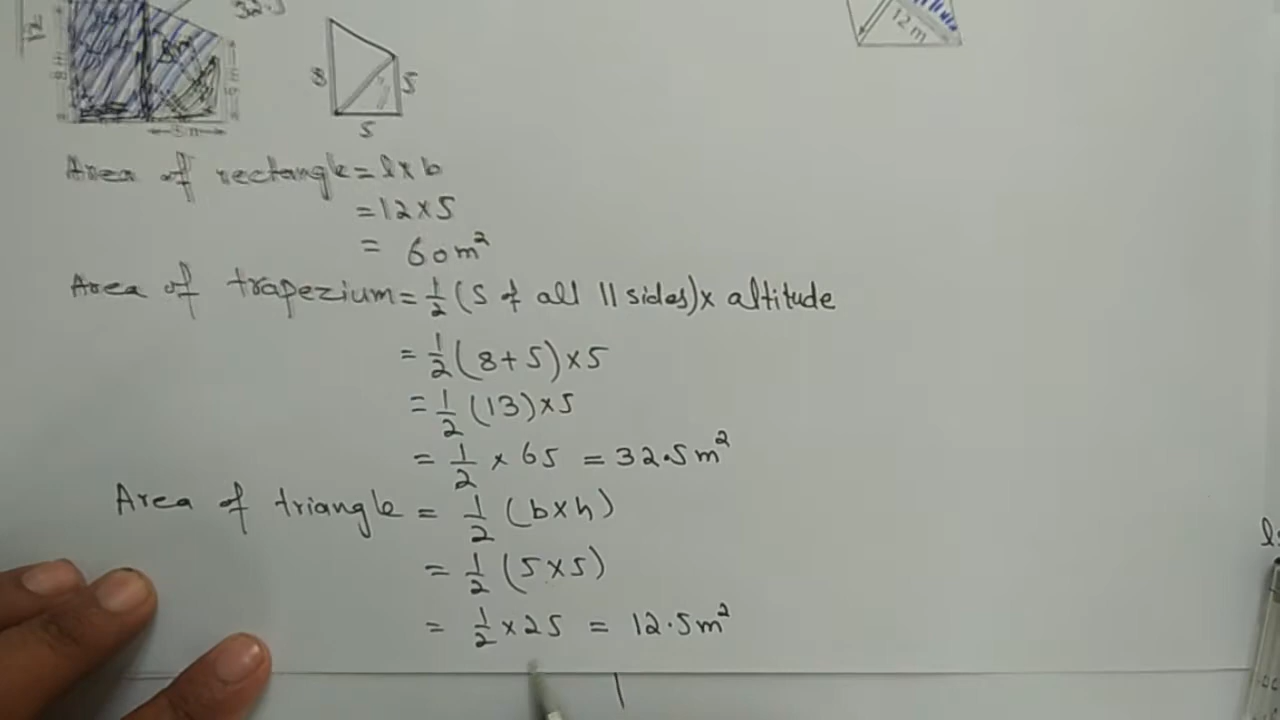 32.5
12 m
8
5
5
Area of rectangle = l x b
= 12 x 5
= 60 m²
Area of trapezium = 1/2 (S of all || sides) x altitude
= 1/2 (8 + 5) x 5
= 1/2 (13) x 5
= 1/2 x 65 = 32.5 m²
Area of triangle = 1/2 (b x h)
= 1/2 (5 x 5)
= 1/2 x 25 = 12.5 m²